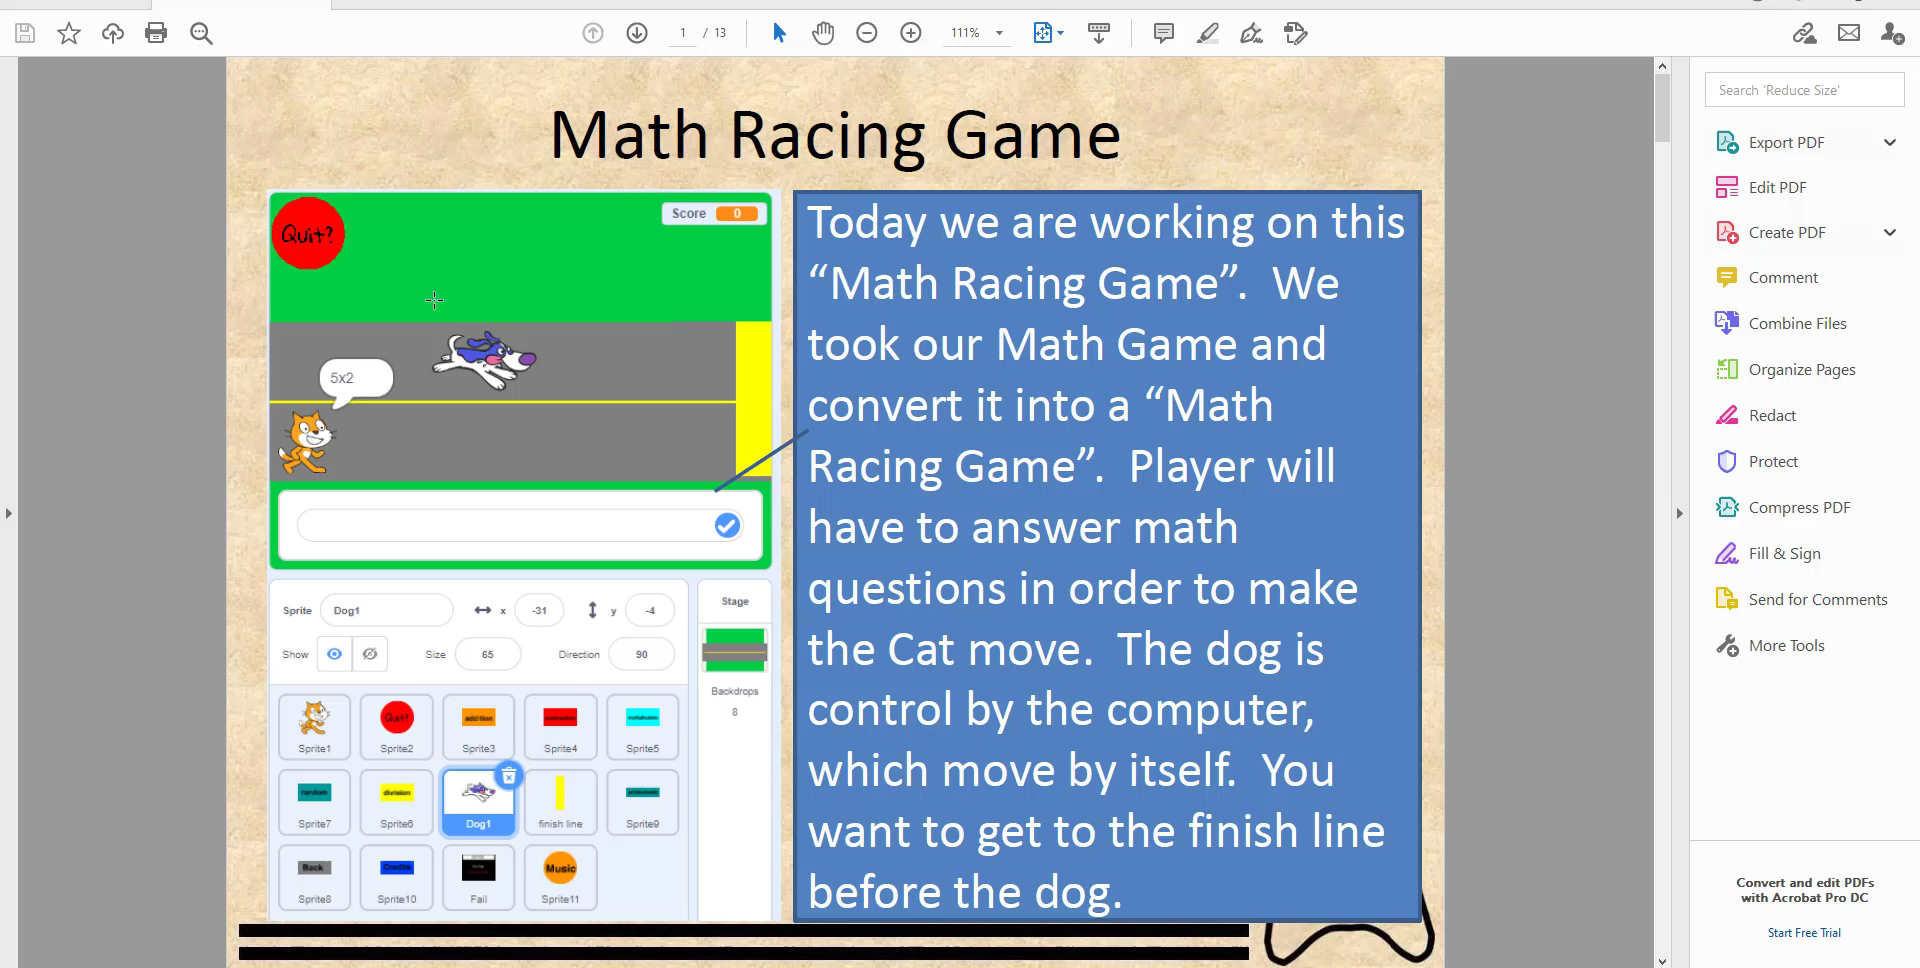 1 / 13
111%
Search 'Reduce Size'
Export PDF
Edit PDF
Create PDF
Comment
Combine Files
Organize Pages
Redact
Protect
Compress PDF
Fill & Sign
Send for Comments
More Tools
Convert and edit PDFs
with Acrobat Pro DC
Start Free Trial
Math Racing Game
Quit?
Score 0
5x2
Today we are working on this
“Math Racing Game”. We
took our Math Game and
convert it into a “Math
Racing Game”. Player will
have to answer math
questions in order to make
the Cat move. The dog is
control by the computer,
which move by itself. You
want to get to the finish line
before the dog.
Sprite Dog1 x -31 y -4
Show Size 65 Direction 90
Stage
Backdrops
8
Quit? addition
Sprite1 Sprite2 Sprite3 Sprite4 Sprite5
random division
Sprite7 Sprite6 Dog1 finish line Sprite9
Back Credits Music
Sprite8 Sprite10 Fail Sprite11